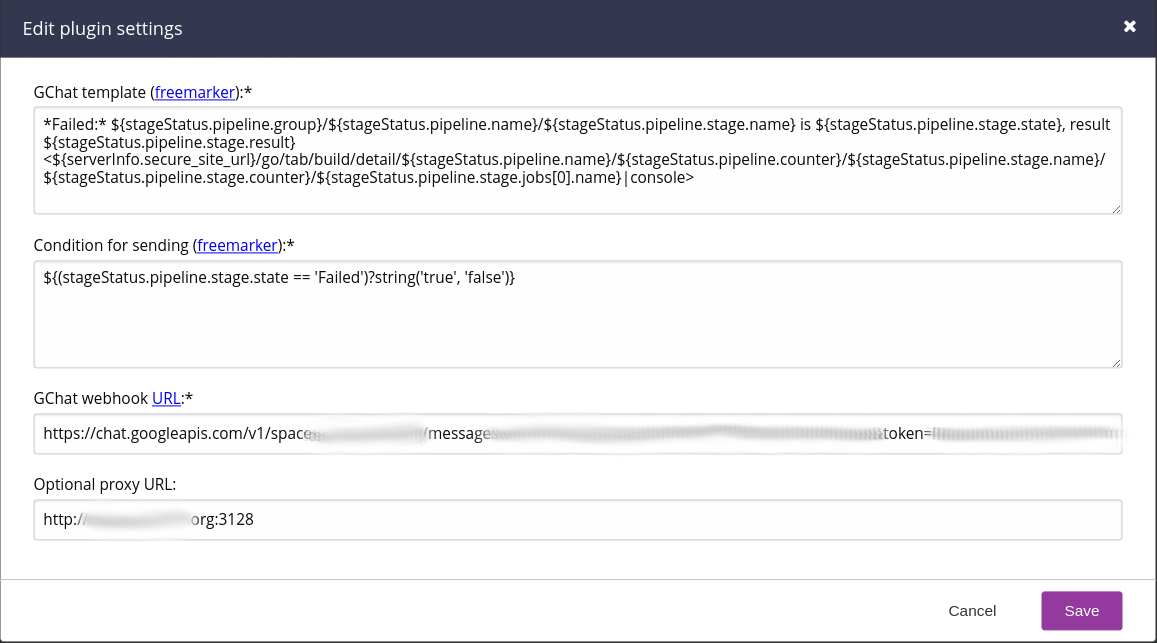 Edit plugin settings
GChat template (freemarker):*
*Failed:* ${stageStatus.pipeline.group}/${stageStatus.pipeline.name}/${stageStatus.pipeline.stage.name} is ${stageStatus.pipeline.stage.state}, result
${stageStatus.pipeline.stage.result}
<${serverInfo.secure_site_url}/go/tab/build/detail/${stageStatus.pipeline.name}/${stageStatus.pipeline.counter}/${stageStatus.pipeline.stage.name}/
${stageStatus.pipeline.stage.counter}/${stageStatus.pipeline.stage.jobs[0].name}|console>
Condition for sending (freemarker):*
${(stageStatus.pipeline.stage.state == 'Failed')?string('true', 'false')}
GChat webhook URL:*
https://chat.googleapis.com/v1/space /message &token=
Optional proxy URL:
http:// org:3128
Cancel
Save